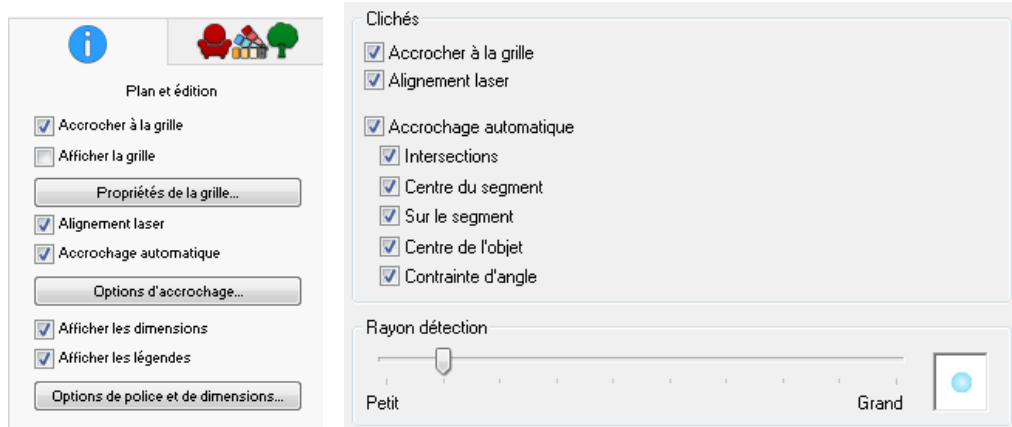 Plan et édition
Accrocher à la grille
Afficher la grille
Propriétés de la grille...
Alignement laser
Accrochage automatique
Options d'accrochage...
Afficher les dimensions
Afficher les légendes
Options de police et de dimensions...
Clichés
Accrocher à la grille
Alignement laser
Accrochage automatique
Intersections
Centre du segment
Sur le segment
Centre de l'objet
Contrainte d'angle
Rayon détection
Petit
Grand